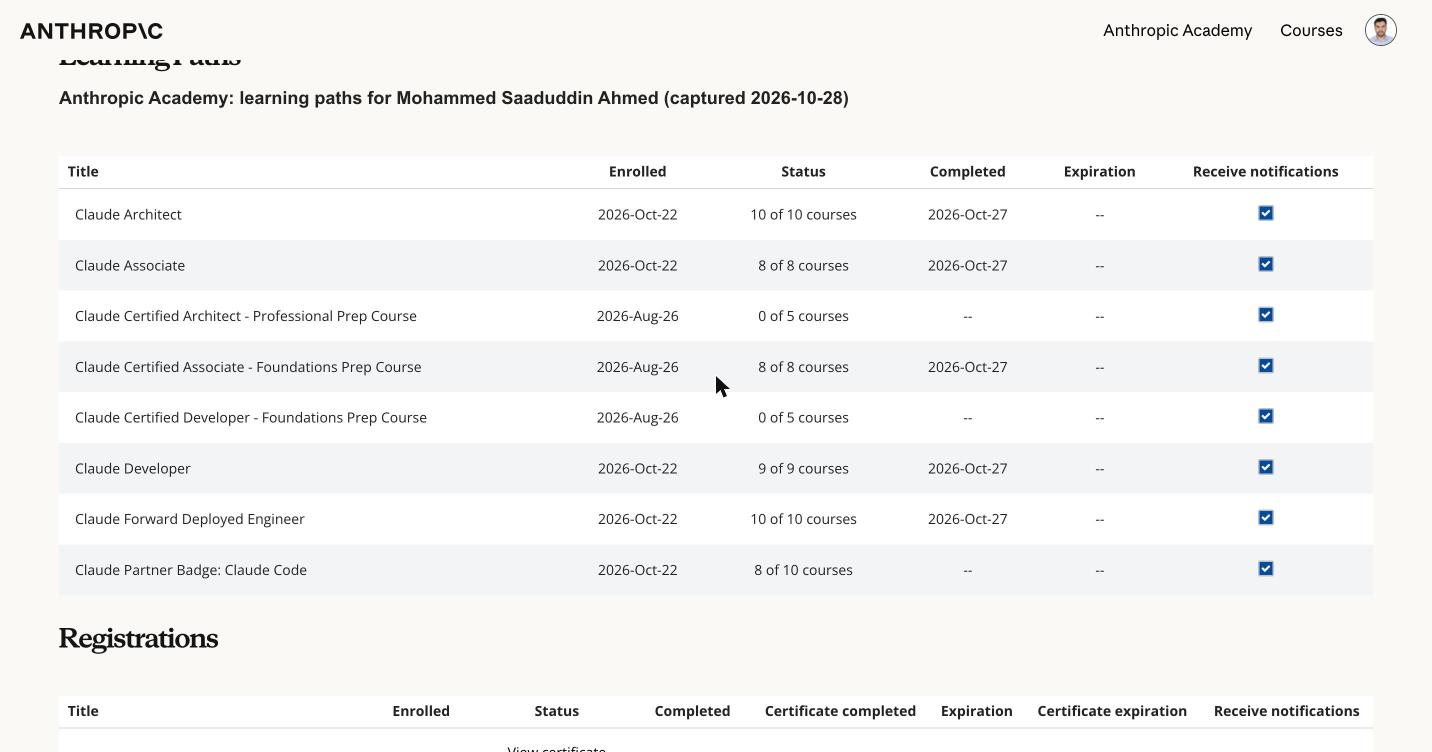 ANTHROP\C
Anthropic Academy Courses
Learning Paths
Anthropic Academy: learning paths for Mohammed Saaduddin Ahmed (captured 2026-10-28)
Title Enrolled Status Completed Expiration Receive notifications
Claude Architect 2026-Oct-22 10 of 10 courses 2026-Oct-27 --
Claude Associate 2026-Oct-22 8 of 8 courses 2026-Oct-27 --
Claude Certified Architect - Professional Prep Course 2026-Aug-26 0 of 5 courses -- --
Claude Certified Associate - Foundations Prep Course 2026-Aug-26 8 of 8 courses 2026-Oct-27 --
Claude Certified Developer - Foundations Prep Course 2026-Aug-26 0 of 5 courses -- --
Claude Developer 2026-Oct-22 9 of 9 courses 2026-Oct-27 --
Claude Forward Deployed Engineer 2026-Oct-22 10 of 10 courses 2026-Oct-27 --
Claude Partner Badge: Claude Code 2026-Oct-22 8 of 10 courses -- --
Registrations
Title Enrolled Status Completed Certificate completed Expiration Certificate expiration Receive notifications
View certificate